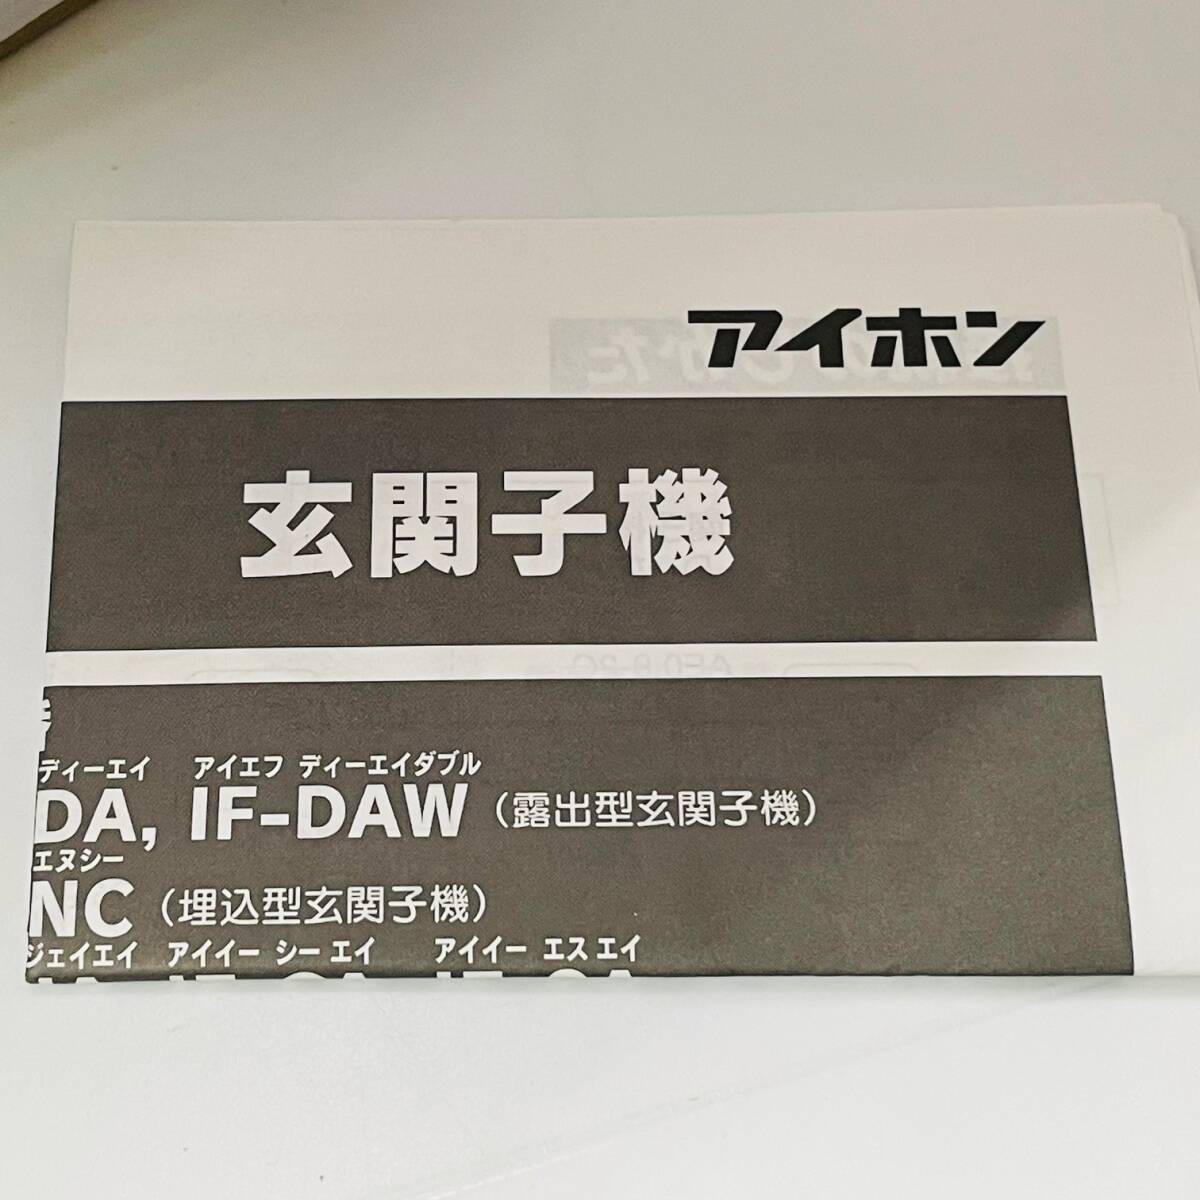 アイホン
玄関子機
ディーエイ アイエフ ディーエイダブル
DA, IF-DAW (露出型玄関子機)
エヌシー
NC (埋込型玄関子機)
ジェイエイ アイイー シーエイ アイイー エスエイ